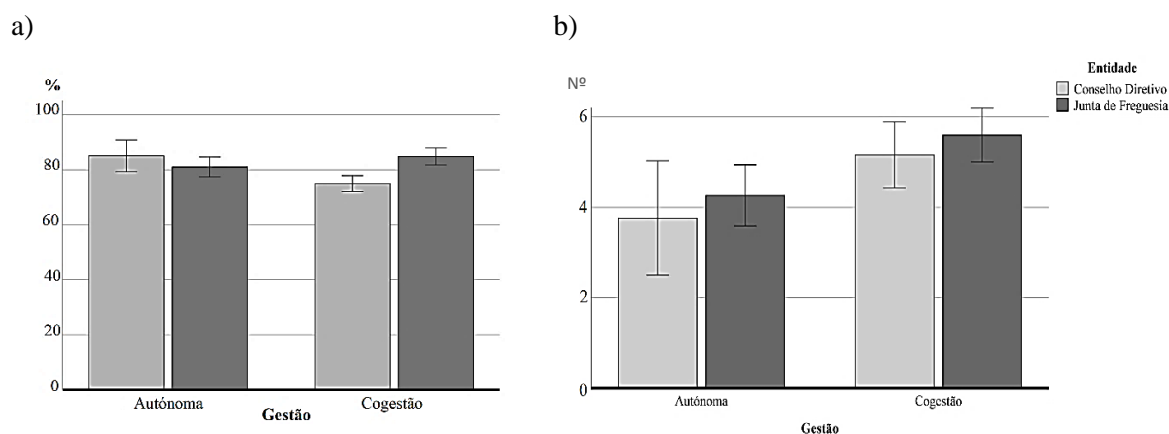 a)
%
100
80
60
40
20
0
Autónoma
Cogestão
Gestão
b)
Nº
6
4
2
0
Autónoma
Cogestão
Gestão
Entidade
Conselho Diretivo
Junta de Freguesia